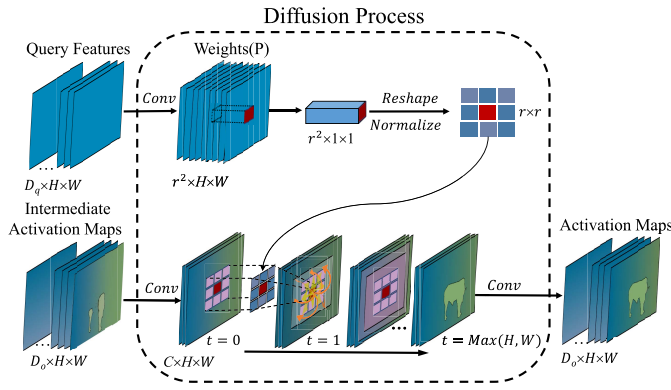 Diffusion Process
Query Features
Weights(P)
Conv
Reshape
Normalize
r×r
r²×1×1
D_q×H×W
r²×H×W
Intermediate
Activation Maps
Activation Maps
Conv
Conv
t = 0
t = 1
t = Max(H, W)
D_o×H×W
C×H×W
D_o×H×W